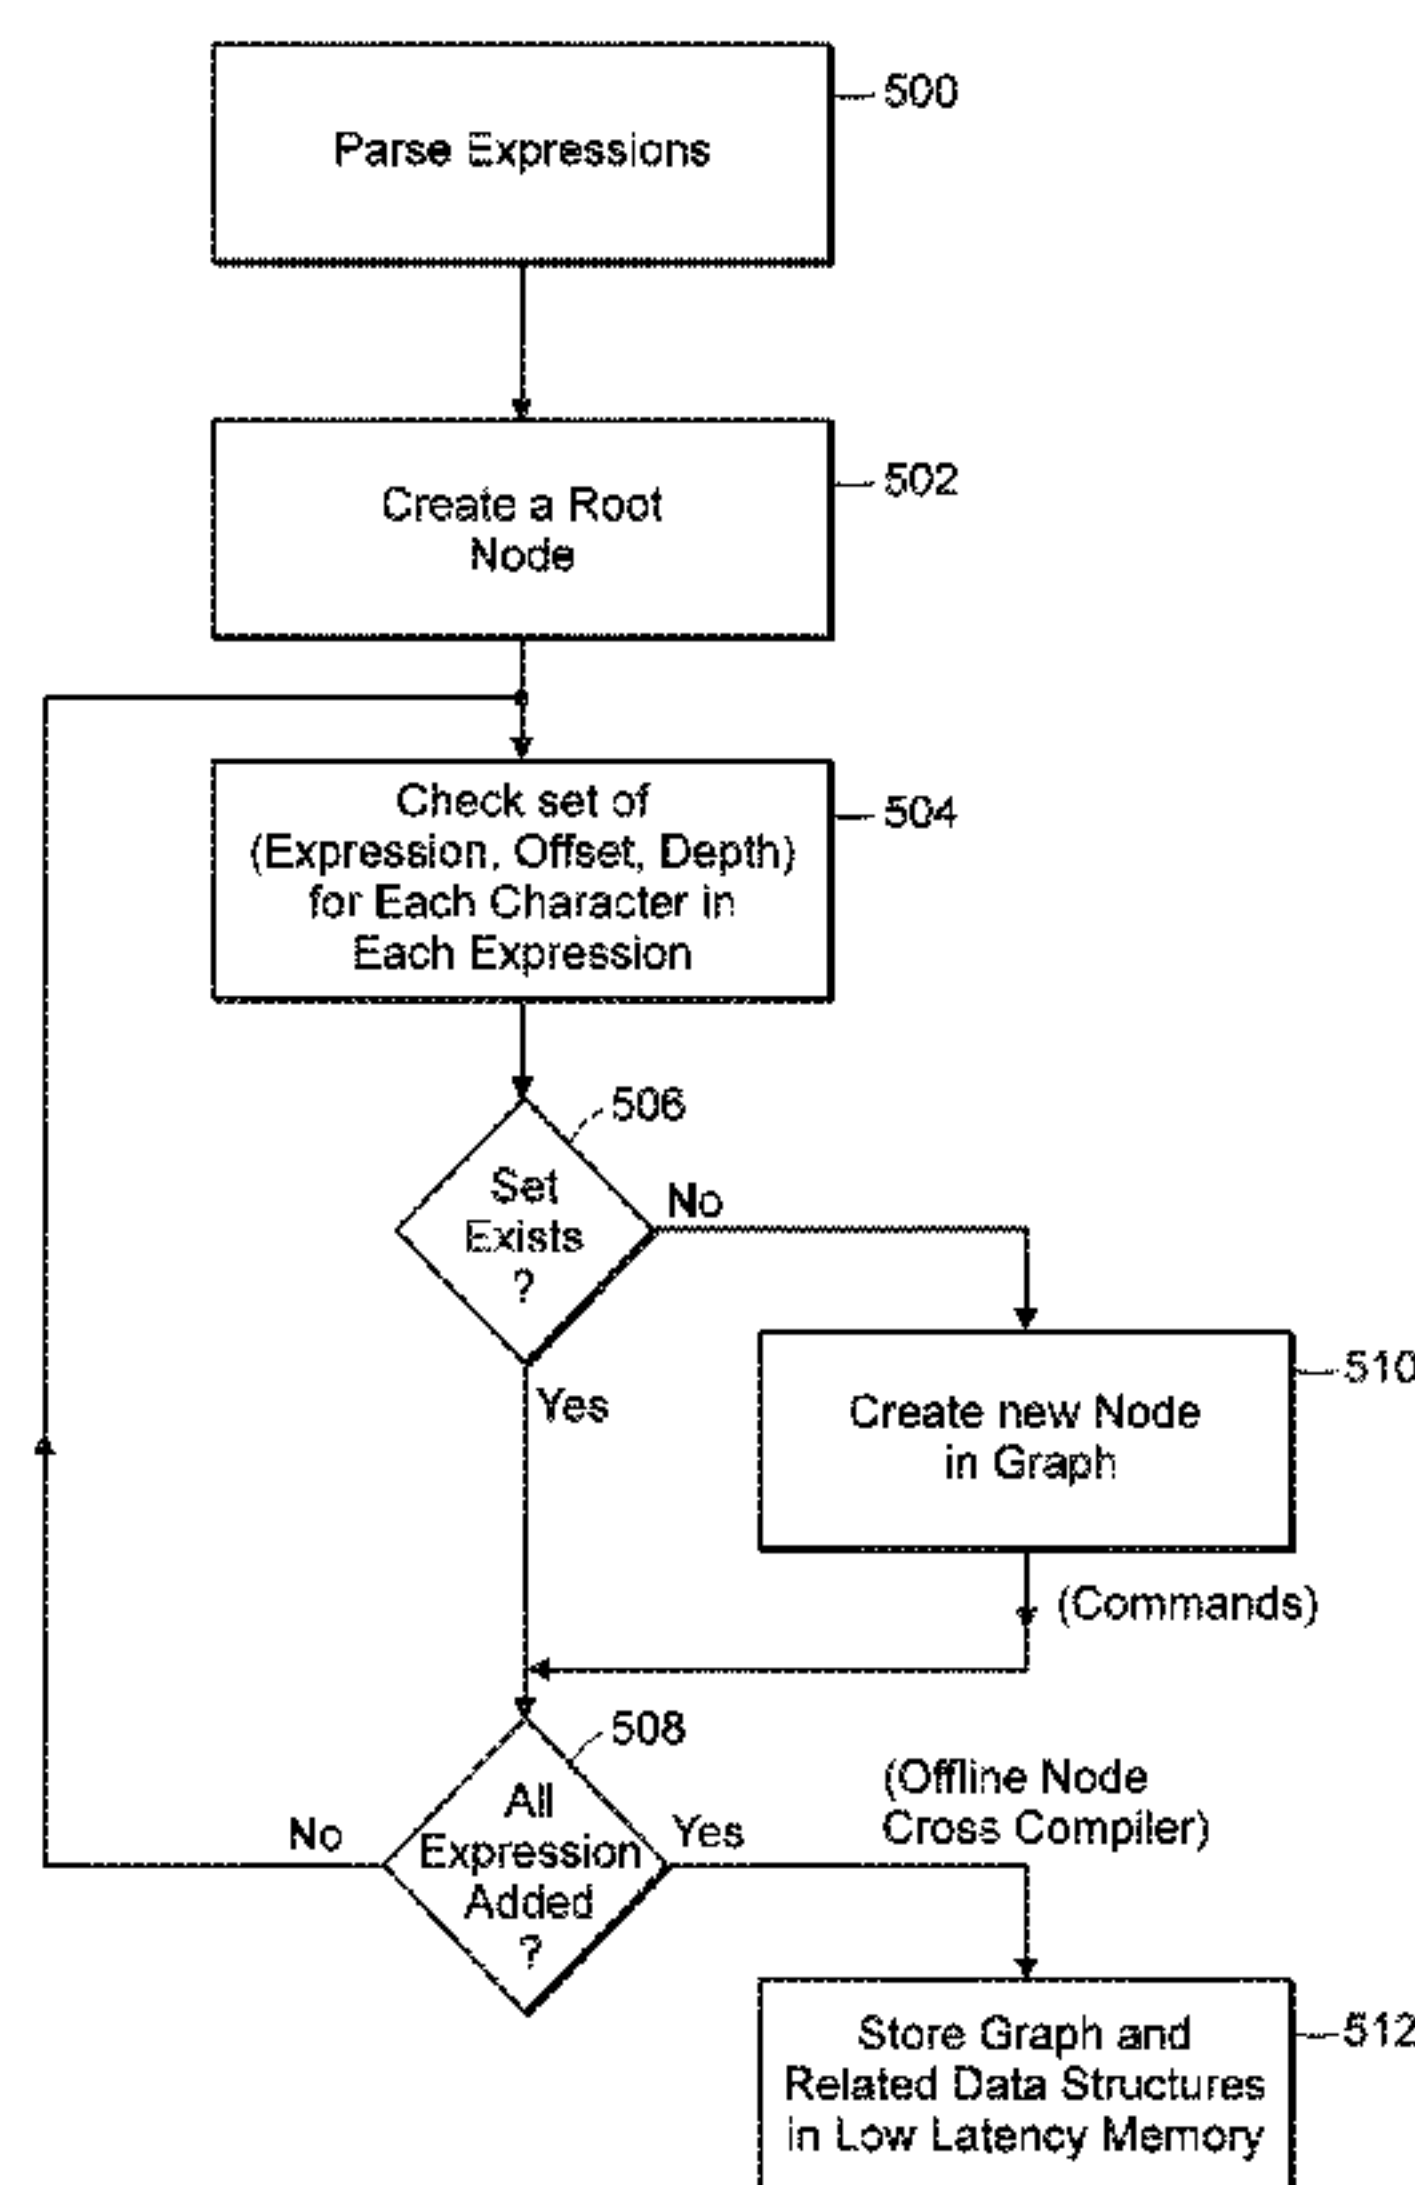 500
Parse Expressions
502
Create a Root
Node
Check set of
(Expression, Offset, Depth)
for Each Character in
Each Expression
504
506
Set
Exists
?
No
Yes
510
Create new Node
in Graph
(Commands)
508
All
Expression
Added
?
No
Yes
(Offline Node
Cross Compiler)
512
Store Graph and
Related Data Structures
in Low Latency Memory